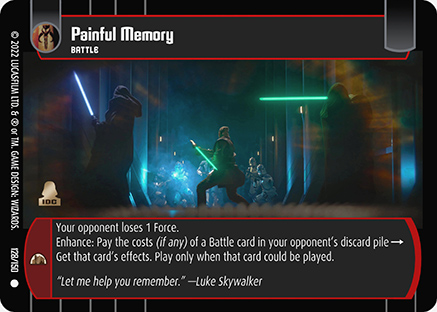 Painful Memory
BATTLE
© 2022 LUCASFILM LTD. & ® OR TM. GAME DESIGN: WIZARDS.
IDC
128/150
Your opponent loses 1 Force.
Enhance: Pay the costs (if any) of a Battle card in your opponent's discard pile →
Get that card's effects. Play only when that card could be played.
"Let me help you remember." —Luke Skywalker